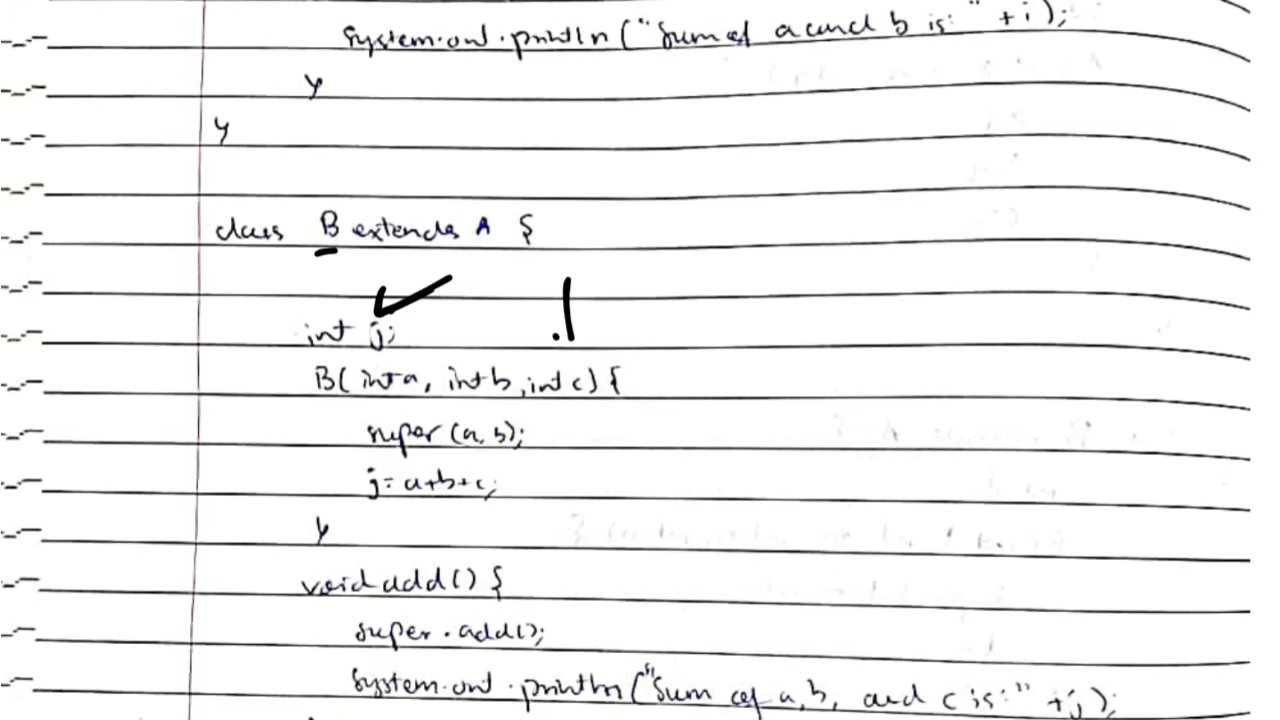 System.out.println("Sum of a and b is: " + i);
}
}
class B extends A {
int j;
B( int a, int b, int c) {
super (a, b);
j = a+b+c;
}
void add() {
super.add();
System.out.println("Sum of a, b, and c is:" +j);